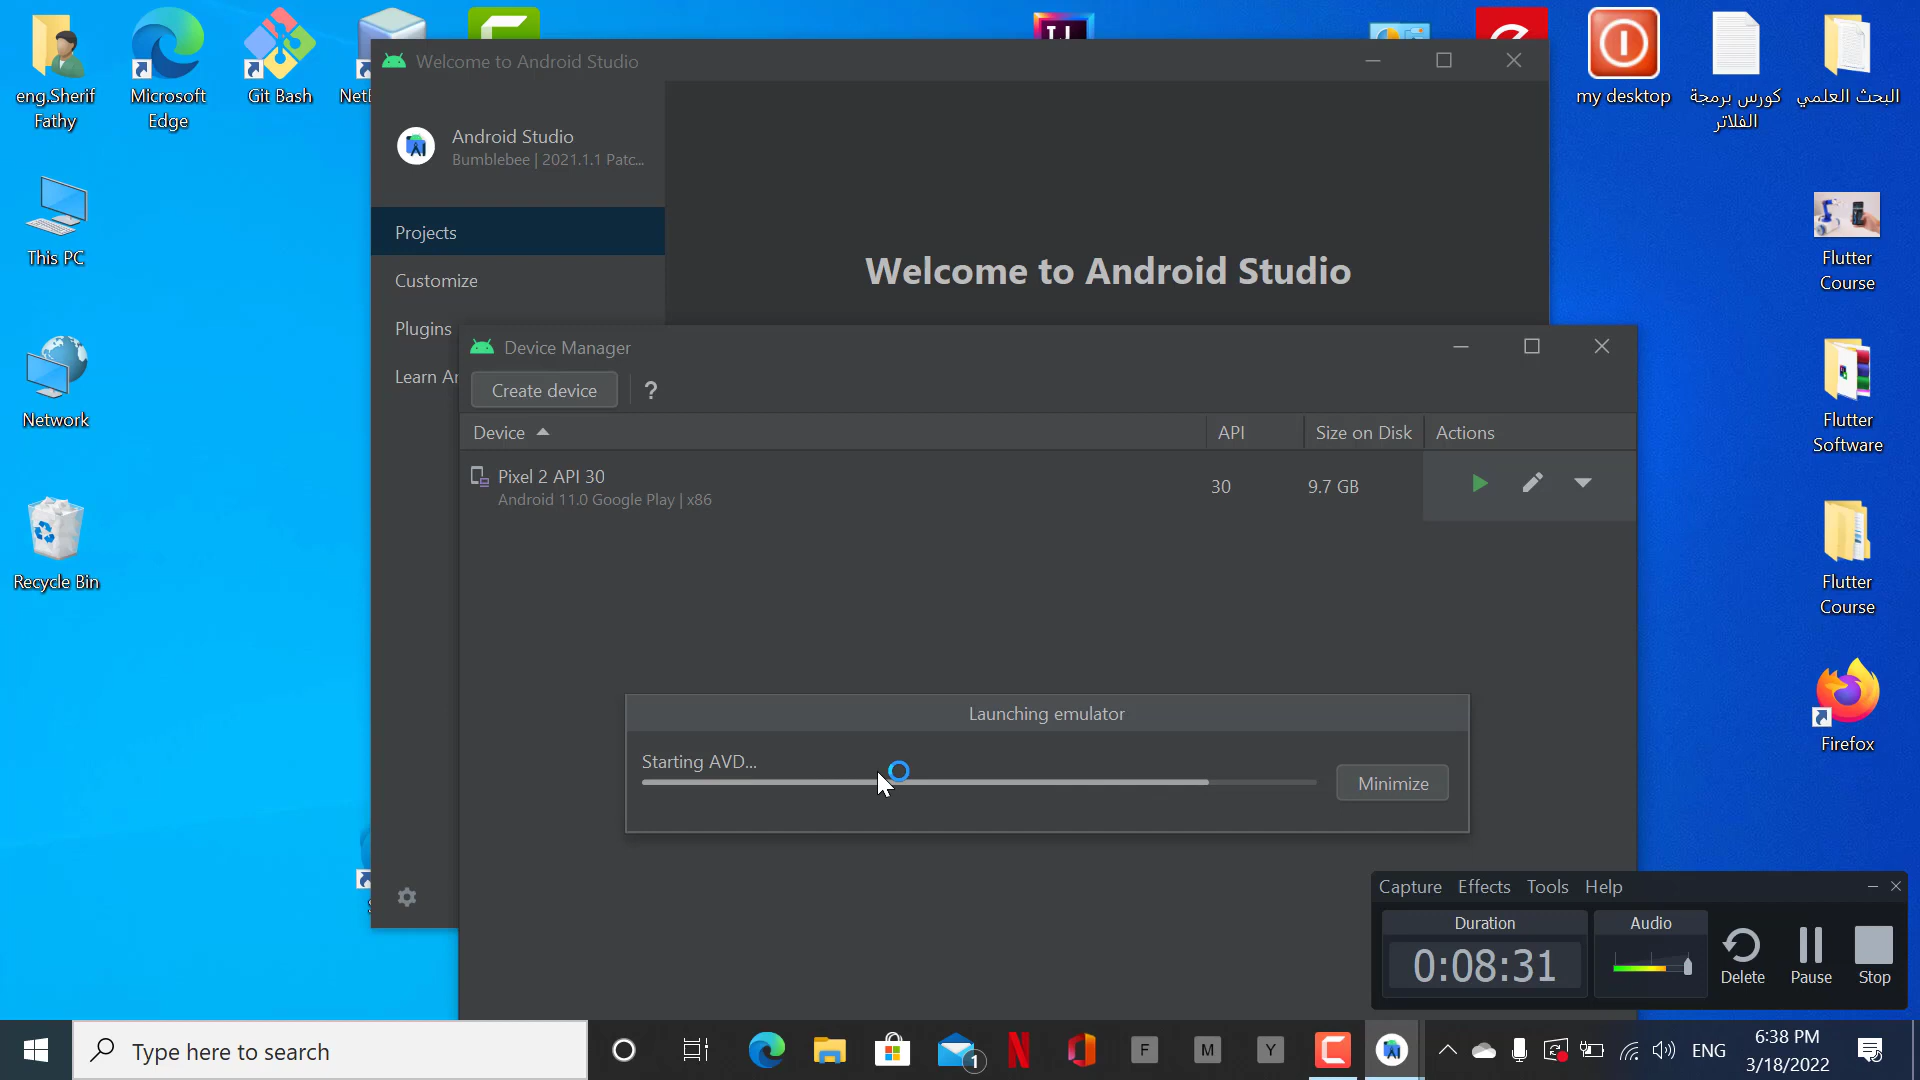 eng.Sherif
Fathy
Microsoft
Edge
Git Bash
my desktop
كورس برمجة
الفلاتر
البحث العلمي
This PC
Network
Recycle Bin
Flutter
Course
Flutter
Software
Flutter
Course
Firefox
Welcome to Android Studio
Android Studio
Bumblebee | 2021.1.1 Patc...
Projects
Customize
Plugins
Learn
Welcome to Android Studio
Device Manager
Create device
?
Device
API
Size on Disk
Actions
Pixel 2 API 30
Android 11.0 Google Play | x86
30
9.7 GB
Launching emulator
Starting AVD...
Minimize
Capture
Effects
Tools
Help
Duration
0:08:31
Audio
Delete
Pause
Stop
Type here to search
1
F
M
Y
ENG
6:38 PM
3/18/2022